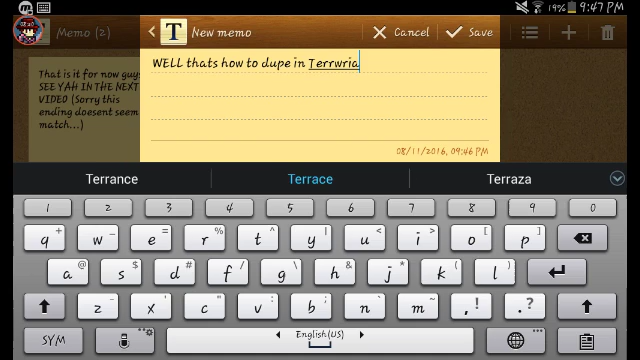 19% 9:47 PM
Memo (2)
T New memo
Cancel
Save
WELL thats how to dupe in Terrwria
08/11/2016, 09:46 PM
That is it for now guys
SEE YAH IN THE NEXT
VIDEO (Sorry this
ending doesent seem
match...)
Terrance Terrace Terraza
1 2 3 4 5 6 7 8 9 0
q + w - e = r % t ^ y | u < i > o [ p ]
a @ s $ d # f / g \ h & j * k ( l )
z - x ' c " v : b ; n ~ m ~ , ! . ?
SYM English(US)